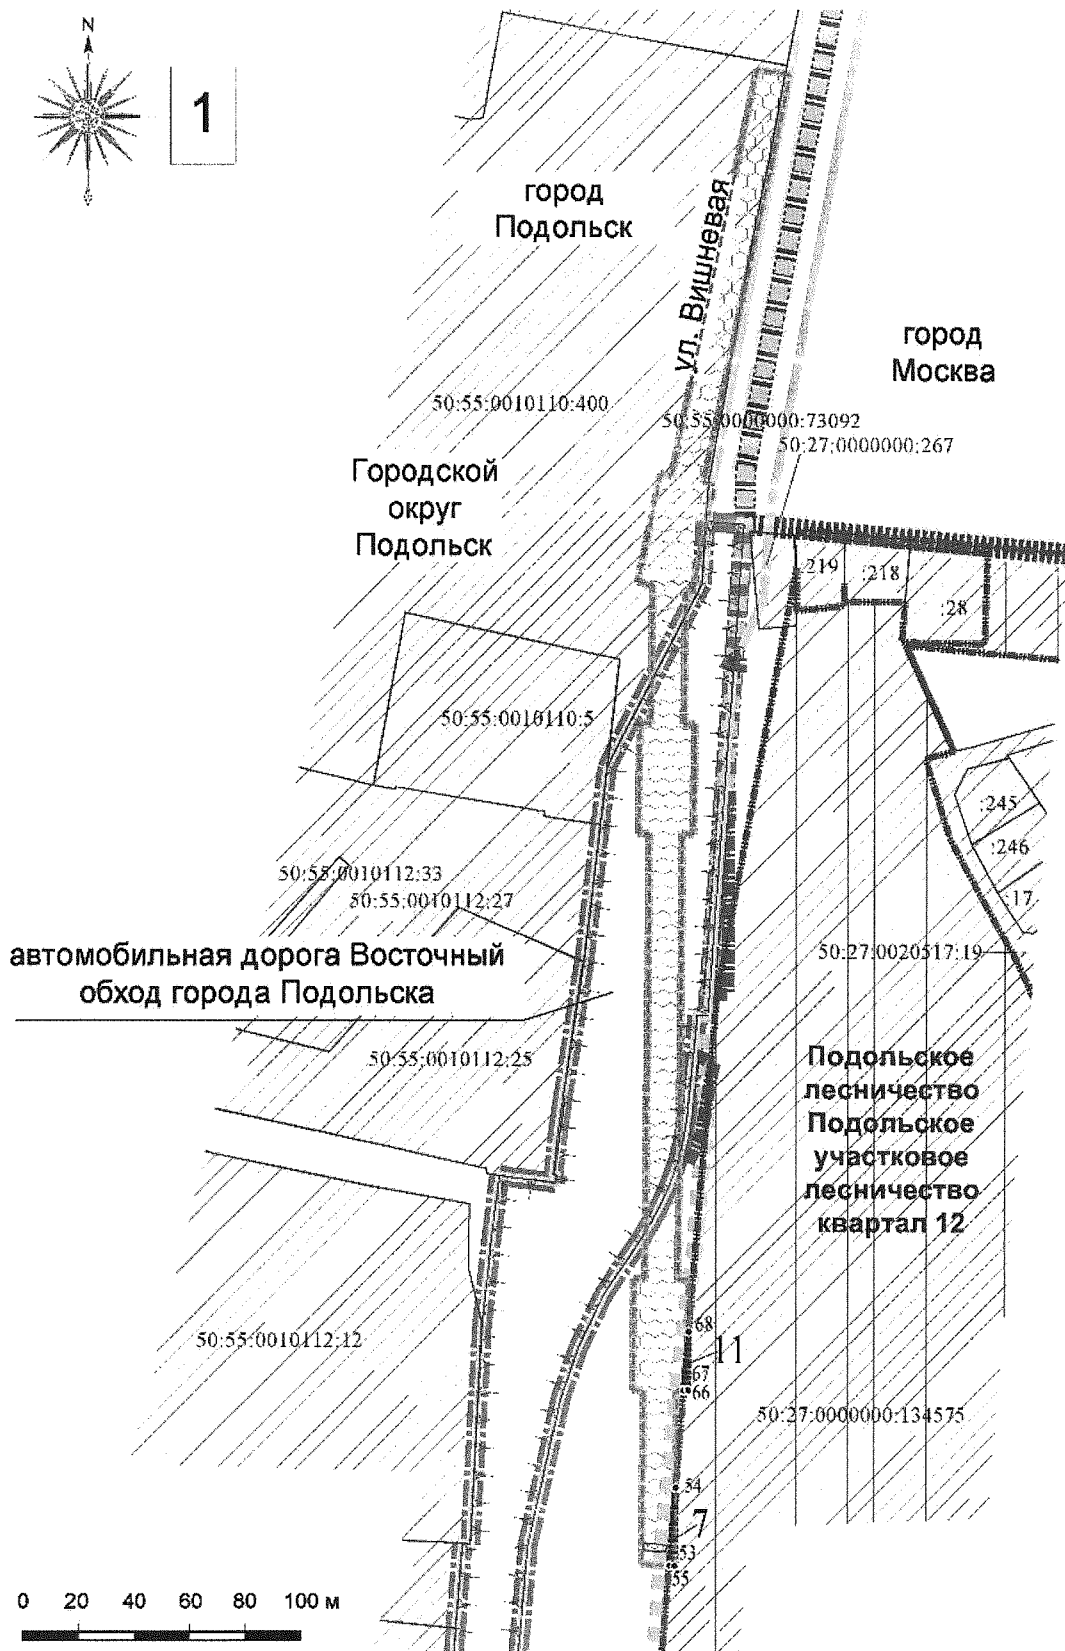 N
1
город
Подольск
ул. Вишневая
город
Москва
50:55:0010110:400
50:55:0000000:73092
50:27:0000000:267
Городской
округ
Подольск
:219
:218
:28
50:55:0010110:5
:245
:246
:17
50:55:0010112:33
50:55:0010112:27
автомобильная дорога Восточный
обход города Подольска
50:27:0020517:19
50:55:0010112:25
Подольское
лесничество
Подольское
участковое
лесничество
квартал 12
50:55:0010112:12
68
11
67
66
50:27:0000000:134575
54
7
53
55
0 20 40 60 80 100 м